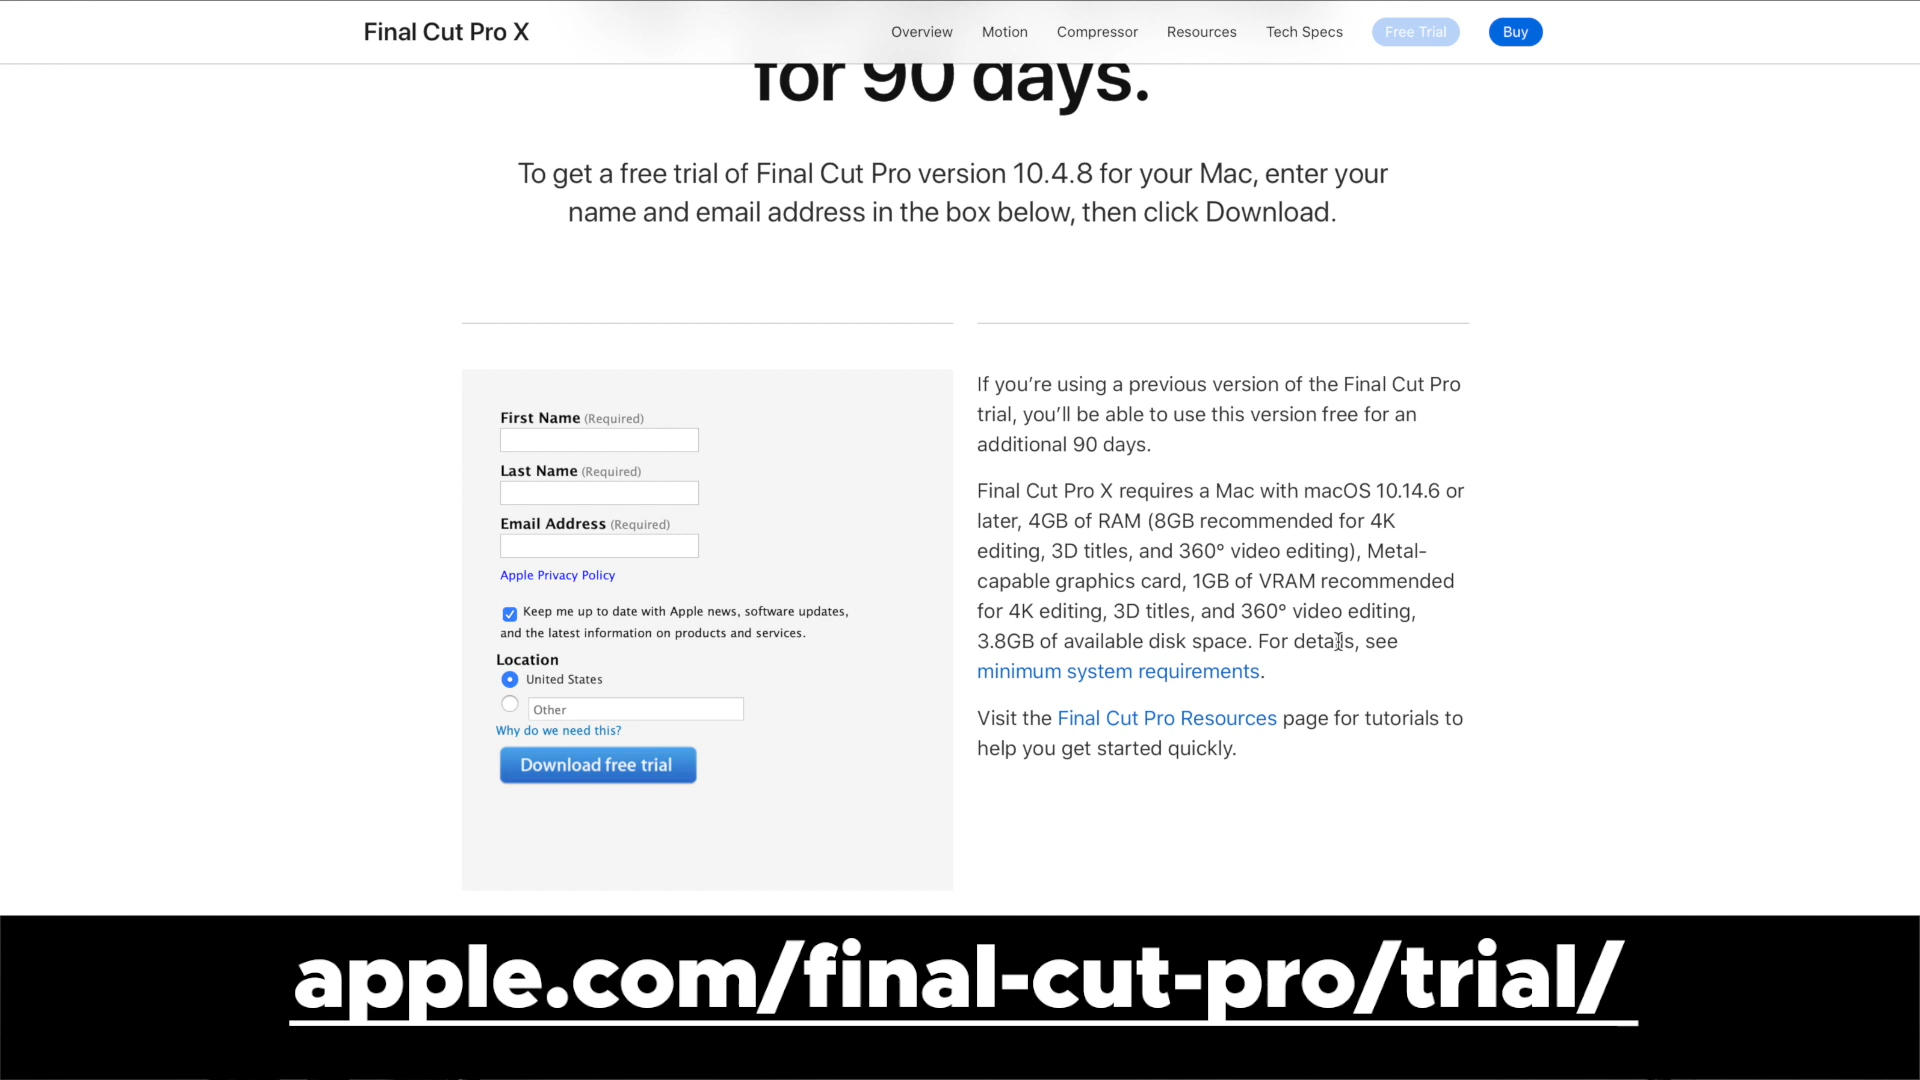 Final Cut Pro X
Overview
Motion
Compressor
Resources
Tech Specs
Free Trial
Buy
for 90 days.
To get a free trial of Final Cut Pro version 10.4.8 for your Mac, enter your
name and email address in the box below, then click Download.
First Name (Required)
Last Name (Required)
Email Address (Required)
Apple Privacy Policy
Keep me up to date with Apple news, software updates,
and the latest information on products and services.
Location
United States
Other
Why do we need this?
Download free trial
If you’re using a previous version of the Final Cut Pro
trial, you’ll be able to use this version free for an
additional 90 days.
Final Cut Pro X requires a Mac with macOS 10.14.6 or
later, 4GB of RAM (8GB recommended for 4K
editing, 3D titles, and 360° video editing), Metal-
capable graphics card, 1GB of VRAM recommended
for 4K editing, 3D titles, and 360° video editing,
3.8GB of available disk space. For details, see
minimum system requirements.
Visit the Final Cut Pro Resources page for tutorials to
help you get started quickly.
apple.com/final-cut-pro/trial/